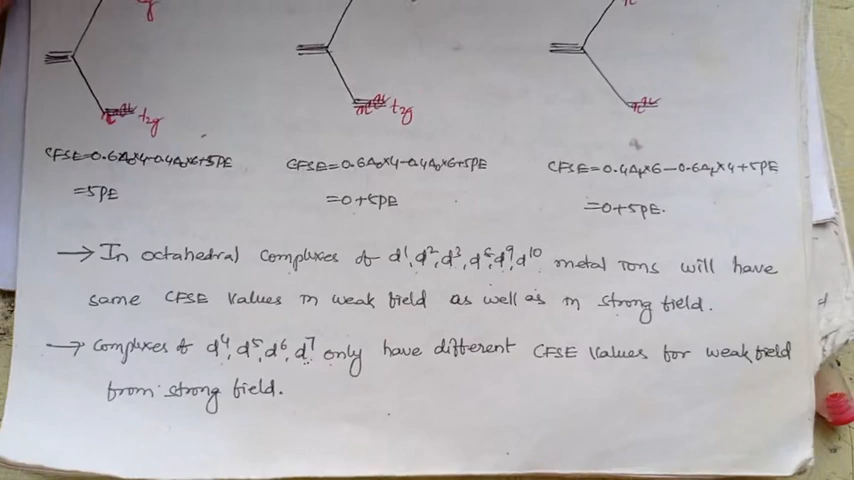 t₂g
t₂g
CFSE=0.6Δ₀×4-0.4Δ₀×6+5PE
=5PE
CFSE=0.6Δ₀×4-0.4Δ₀×6+5PE
=0+5PE
CFSE=0.4Δt×6-0.6Δt×4+5PE
=0+5PE.
→ In octahedral complexes of d¹, d², d³, d⁸, d⁹, d¹⁰ metal ions will have
same CFSE values in weak field as well as in strong field.
→ Complexes of d⁴, d⁵, d⁶, d⁷ only have different CFSE values for weak field
from strong field.